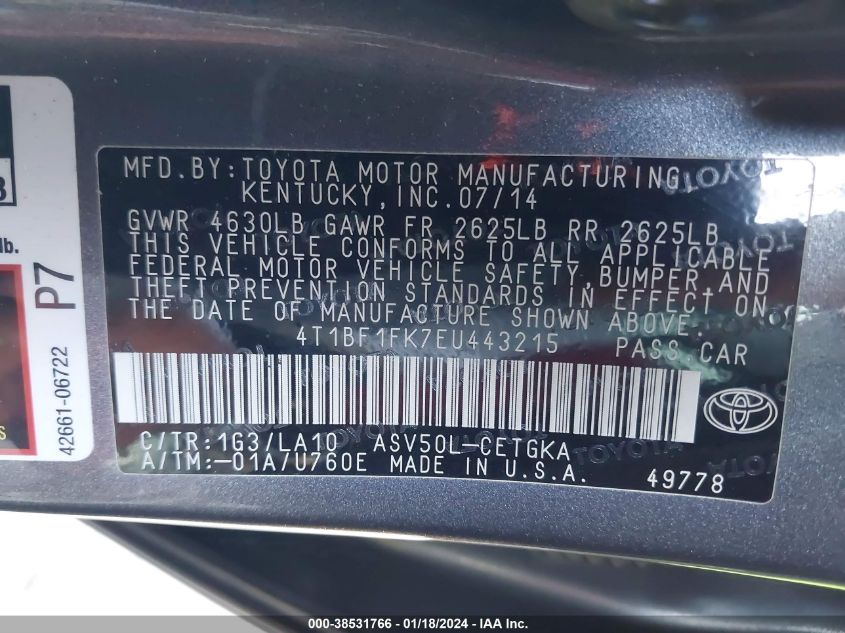 MFD.BY:TOYOTA MOTOR MANUFACTURING
KENTUCKY,INC.07/14
GVWR 4630LB GAWR FR 2625LB RR 2625LB
THIS VEHICLE CONFORMS TO ALL APPLICABLE
FEDERAL MOTOR VEHICLE SAFETY,BUMPER,AND
THEFT PREVENTION STANDARDS IN EFFECT ON
THE DATE OF MANUFACTURE SHOWN ABOVE.
4T1BF1FK7EU443215 PASS.CAR
C/TR:1G3/LA10 ASV50L-CETGKA
A/TM:-01A/U760E MADE IN U.S.A.
49778
TOYOTA
lb.
P7
42661-06722
000-38531766 - 01/18/2024 - IAA Inc.